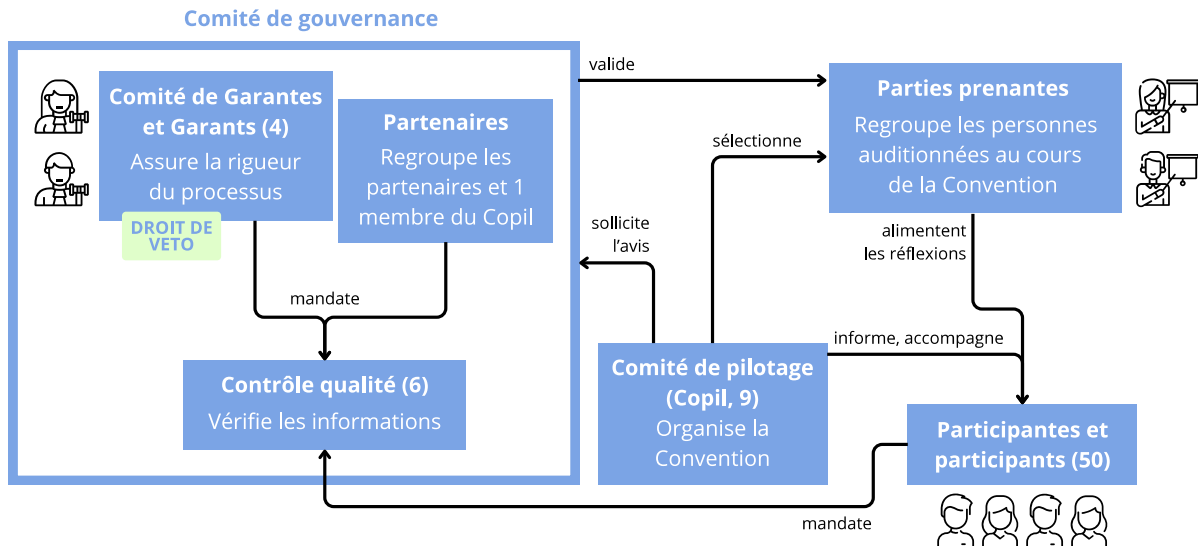 Comité de gouvernance
Comité de Garantes
et Garants (4)
Assure la rigueur
du processus
DROIT DE
VETO
Partenaires
Regroupe les
partenaires et 1
membre du Copil
mandate
Contrôle qualité (6)
Vérifie les informations
valide
sélectionne
sollicite
l’avis
Parties prenantes
Regroupe les personnes
auditionnées au cours
de la Convention
alimentent
les réflexions
informe, accompagne
Comité de pilotage
(Copil, 9)
Organise la
Convention
Participantes et
participants (50)
mandate